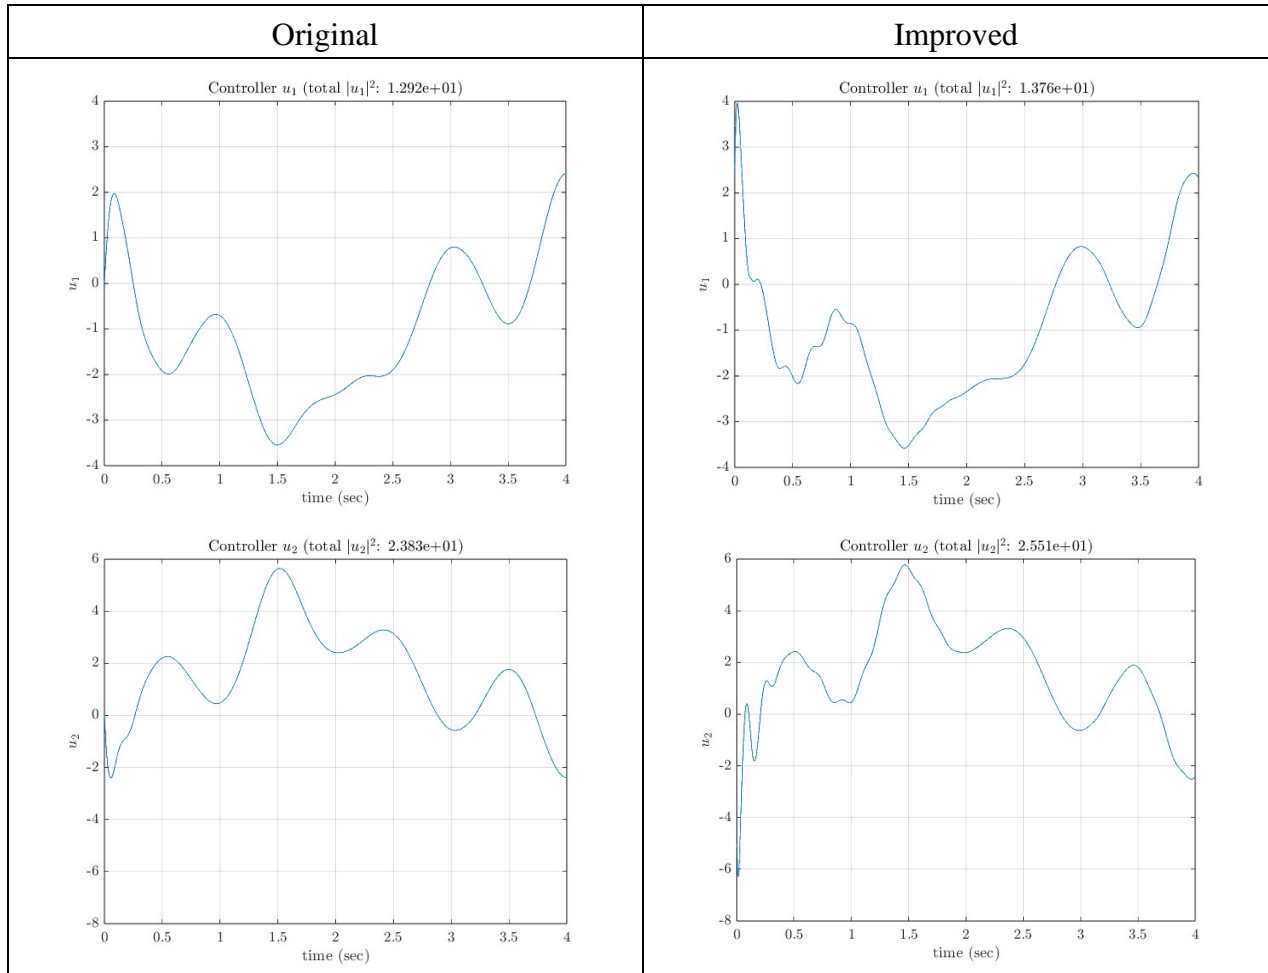 Original
Improved
Controller u₁ (total |u₁|²: 1.292e+01)
4
3
2
1
0
-1
-2
-3
-4
u₁
0 0.5 1 1.5 2 2.5 3 3.5 4
time (sec)
Controller u₁ (total |u₁|²: 1.376e+01)
4
3
2
1
0
-1
-2
-3
-4
u₁
0 0.5 1 1.5 2 2.5 3 3.5 4
time (sec)
Controller u₂ (total |u₂|²: 2.383e+01)
6
4
2
0
-2
-4
-6
-8
u₂
0 0.5 1 1.5 2 2.5 3 3.5 4
time (sec)
Controller u₂ (total |u₂|²: 2.551e+01)
6
4
2
0
-2
-4
-6
-8
u₂
0 0.5 1 1.5 2 2.5 3 3.5 4
time (sec)